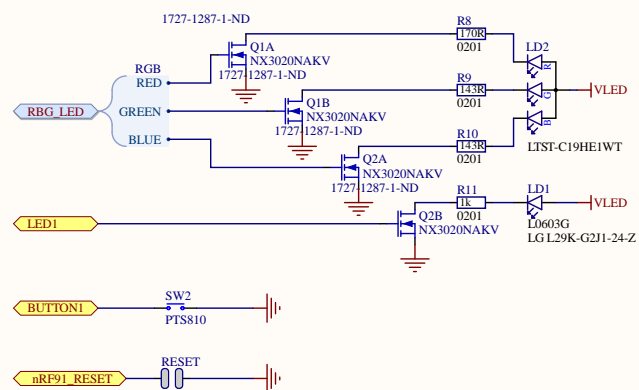 1727-1287-1-ND
R8
170R
0201
Q1A
NX3020NAKV
1727-1287-1-ND
LD2
R
RGB
RED
R9
143R
0201
G
VLED
RBG_LED
GREEN
Q1B
NX3020NAKV
1727-1287-1-ND
B
BLUE
R10
143R
0201
LTST-C19HE1WT
Q2A
NX3020NAKV
1727-1287-1-ND
R11
1k
0201
LD1
VLED
LED1
Q2B
NX3020NAKV
L0603G
LG L29K-G2J1-24-Z
BUTTON1
SW2
PTS810
nRF91_RESET
RESET